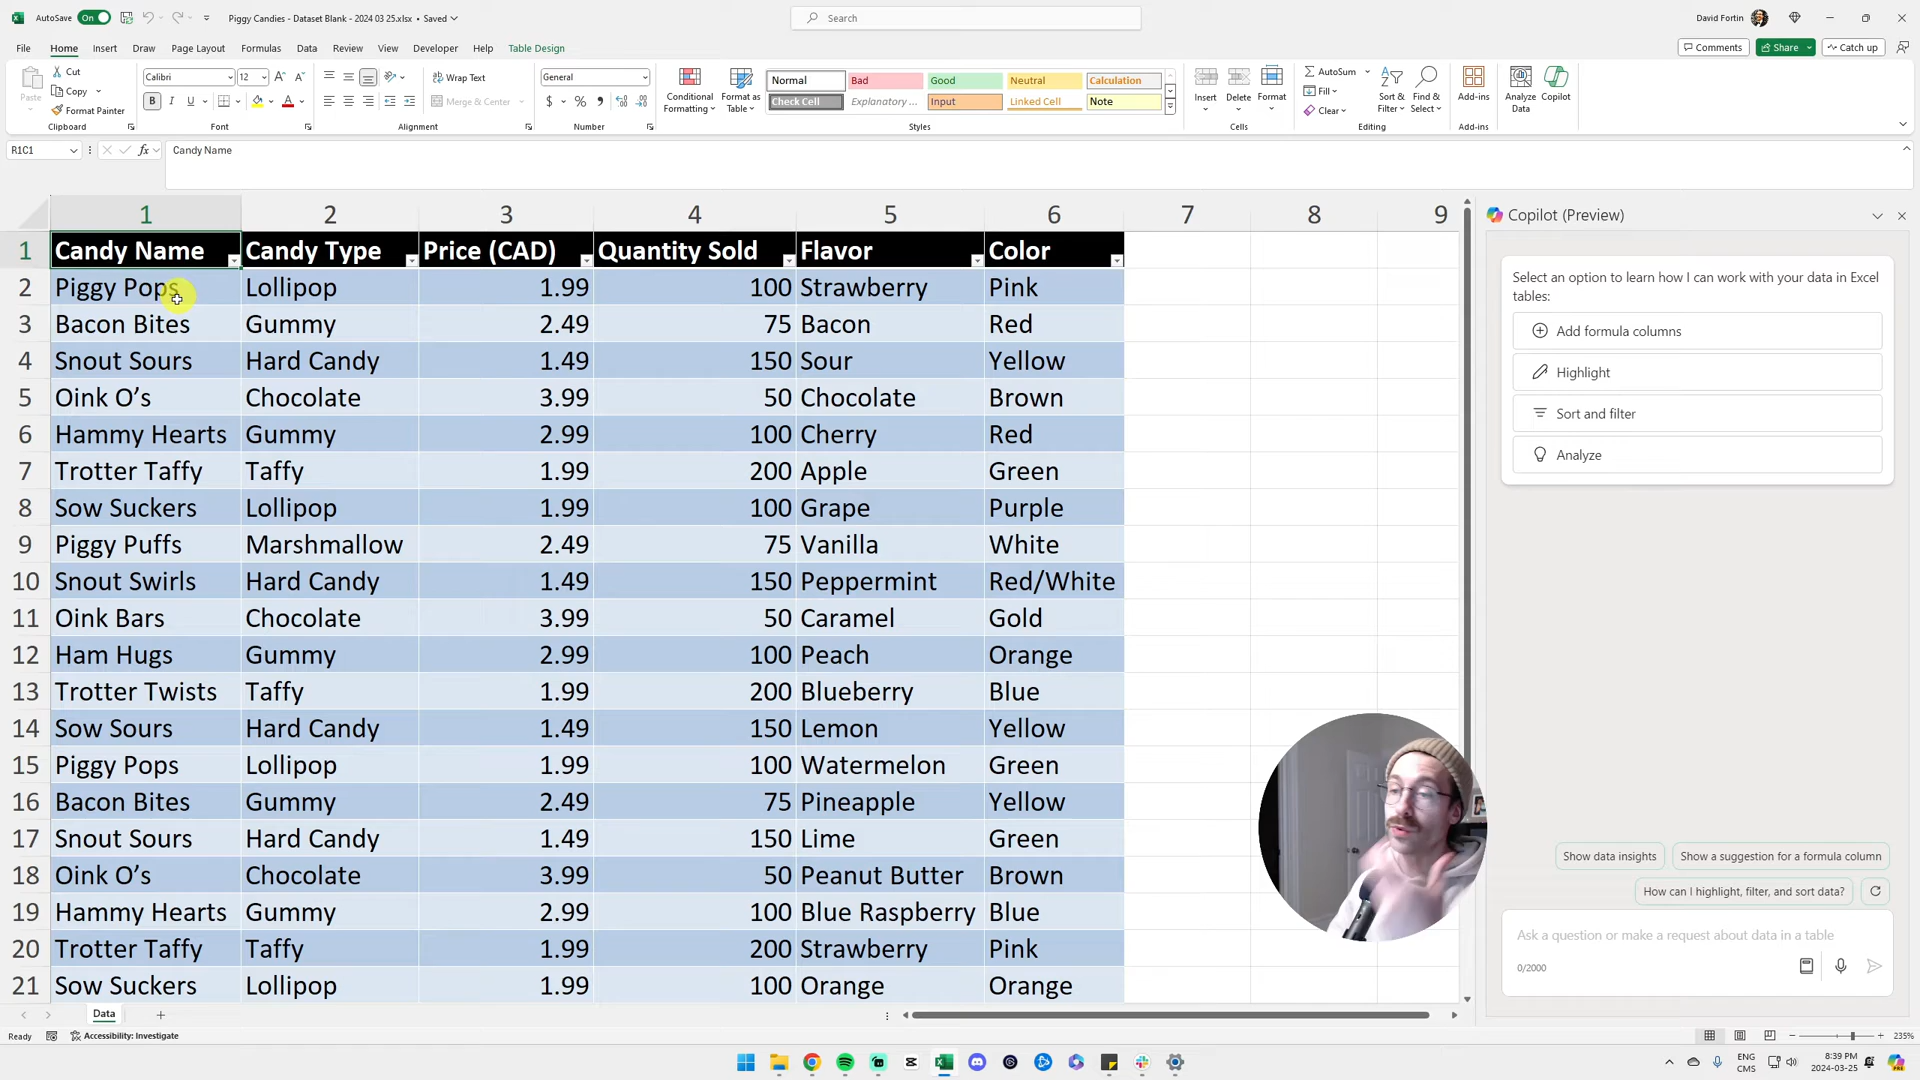 AutoSave On Piggy Candies - Dataset Blank - 2024 03 25.xlsx • Saved Search David Fortin
File Home Insert Draw Page Layout Formulas Data Review View Developer Help Table Design Comments Share Catch up
Paste
Cut
Copy
Format Painter
Clipboard
Calibri 12
B I U
Font
Wrap Text
Merge & Center
Alignment
General
$ % ,
Number
Conditional Formatting
Format as Table
Normal Bad Good Neutral Calculation
Check Cell Explanatory ... Input Linked Cell Note
Styles
Insert Delete Format
Cells
AutoSum
Fill
Clear
Sort & Filter
Find & Select
Editing
Add-ins
Add-ins
Analyze Data
Copilot
R1C1 fx Candy Name
1 2 3 4 5 6 7 8 9
1 Candy Name Candy Type Price (CAD) Quantity Sold Flavor Color
2 Piggy Pops Lollipop 1.99 100 Strawberry Pink
3 Bacon Bites Gummy 2.49 75 Bacon Red
4 Snout Sours Hard Candy 1.49 150 Sour Yellow
5 Oink O’s Chocolate 3.99 50 Chocolate Brown
6 Hammy Hearts Gummy 2.99 100 Cherry Red
7 Trotter Taffy Taffy 1.99 200 Apple Green
8 Sow Suckers Lollipop 1.99 100 Grape Purple
9 Piggy Puffs Marshmallow 2.49 75 Vanilla White
10 Snout Swirls Hard Candy 1.49 150 Peppermint Red/White
11 Oink Bars Chocolate 3.99 50 Caramel Gold
12 Ham Hugs Gummy 2.99 100 Peach Orange
13 Trotter Twists Taffy 1.99 200 Blueberry Blue
14 Sow Sours Hard Candy 1.49 150 Lemon Yellow
15 Piggy Pops Lollipop 1.99 100 Watermelon Green
16 Bacon Bites Gummy 2.49 75 Pineapple Yellow
17 Snout Sours Hard Candy 1.49 150 Lime Green
18 Oink O’s Chocolate 3.99 50 Peanut Butter Brown
19 Hammy Hearts Gummy 2.99 100 Blue Raspberry Blue
20 Trotter Taffy Taffy 1.99 200 Strawberry Pink
21 Sow Suckers Lollipop 1.99 100 Orange Orange
Copilot (Preview)
Select an option to learn how I can work with your data in Excel
tables:
Add formula columns
Highlight
Sort and filter
Analyze
Show data insights Show a suggestion for a formula column
How can I highlight, filter, and sort data?
Ask a question or make a request about data in a table
0/2000
Data
Ready Accessibility: Investigate 235%
ENG
CMS
8:39 PM
2024-03-25